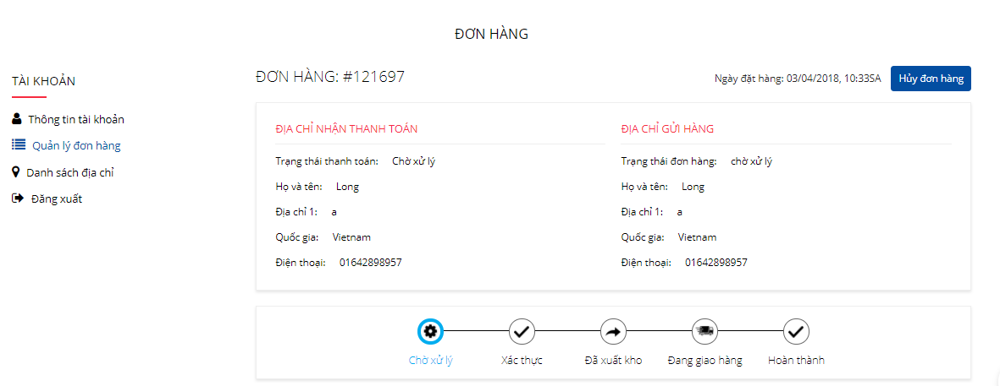 ĐƠN HÀNG
TÀI KHOẢN
Thông tin tài khoản
Quản lý đơn hàng
Danh sách địa chỉ
Đăng xuất
ĐƠN HÀNG: #121697
Ngày đặt hàng: 03/04/2018, 10:33SA
Hủy đơn hàng
ĐỊA CHỈ NHẬN THANH TOÁN
Trạng thái thanh toán: Chờ xử lý
Họ và tên: Long
Địa chỉ 1: a
Quốc gia: Vietnam
Điện thoại: 01642898957
ĐỊA CHỈ GỬI HÀNG
Trạng thái đơn hàng: chờ xử lý
Họ và tên: Long
Địa chỉ 1: a
Quốc gia: Vietnam
Điện thoại: 01642898957
Chờ xử lý
Xác thực
Đã xuất kho
Đang giao hàng
Hoàn thành